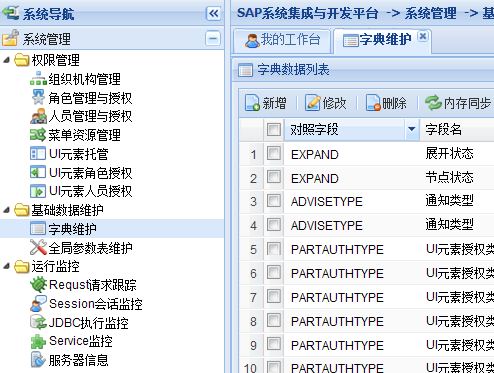 系统导航
系统管理
权限管理
组织机构管理
角色管理与授权
人员管理与授权
菜单资源管理
UI元素托管
UI元素角色授权
UI元素人员授权
基础数据维护
字典维护
全局参数表维护
运行监控
Requst请求跟踪
Session会话监控
JDBC执行监控
Service监控
服务器信息
SAP系统集成与开发平台 -> 系统管理 -> 基
我的工作台 字典维护
字典数据列表
新增 修改 删除 内存同步
对照字段 字段名
1 EXPAND 展开状态
2 EXPAND 节点状态
3 ADVISETYPE 通知类型
4 ADVISETYPE 通知类型
5 PARTAUTHTYPE UI元素授权类
6 PARTAUTHTYPE UI元素授权类
7 PARTAUTHTYPE UI元素授权类
8 PARTAUTHTYPE UI元素授权类
9 PARTAUTHTYPE UI元素授权类
10 PARTAUTHTYPE UI元素授权类